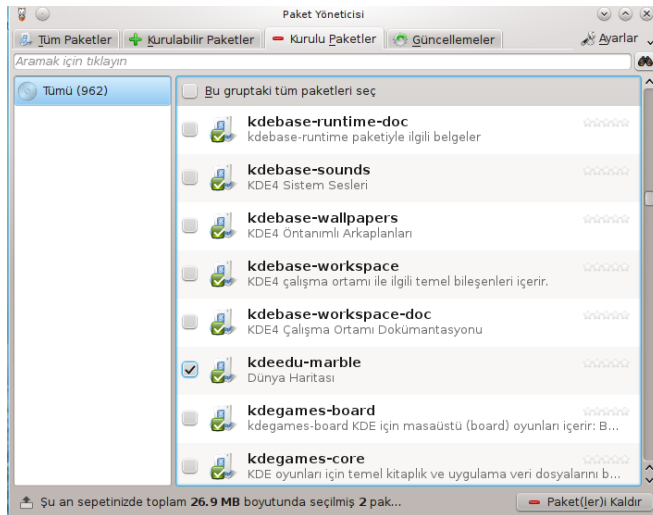 Paket Yöneticisi
Tüm Paketler Kurulabilir Paketler Kurulu Paketler Güncellemeler Ayarlar
Aramak için tıklayın
Tümü (962)
Bu gruptaki tüm paketleri seç
kdebase-runtime-doc
kdebase-runtime paketiyle ilgili belgeler
kdebase-sounds
KDE4 Sistem Sesleri
kdebase-wallpapers
KDE4 Öntanımlı Arkaplanları
kdebase-workspace
KDE4 çalışma ortamı ile ilgili temel bileşenleri içerir.
kdebase-workspace-doc
KDE4 Çalışma Ortamı Dokümantasyonu
kdeedu-marble
Dünya Haritası
kdegames-board
kdegames-board KDE için masaüstü (board) oyunları içerir: B...
kdegames-core
KDE oyunları için temel kitaplık ve uygulama veri dosyalarını b...
Şu an sepetinizde toplam 26.9 MB boyutunda seçilmiş 2 pak...
Paket(ler)i Kaldır